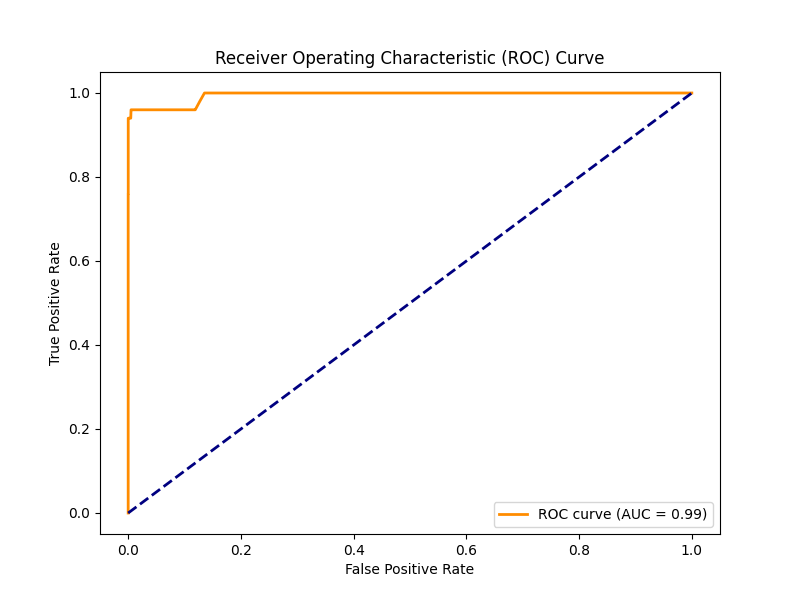 Receiver Operating Characteristic (ROC) Curve
1.0
0.8
0.6
0.4
0.2
0.0
True Positive Rate
ROC curve (AUC = 0.99)
0.0 0.2 0.4 0.6 0.8 1.0
False Positive Rate